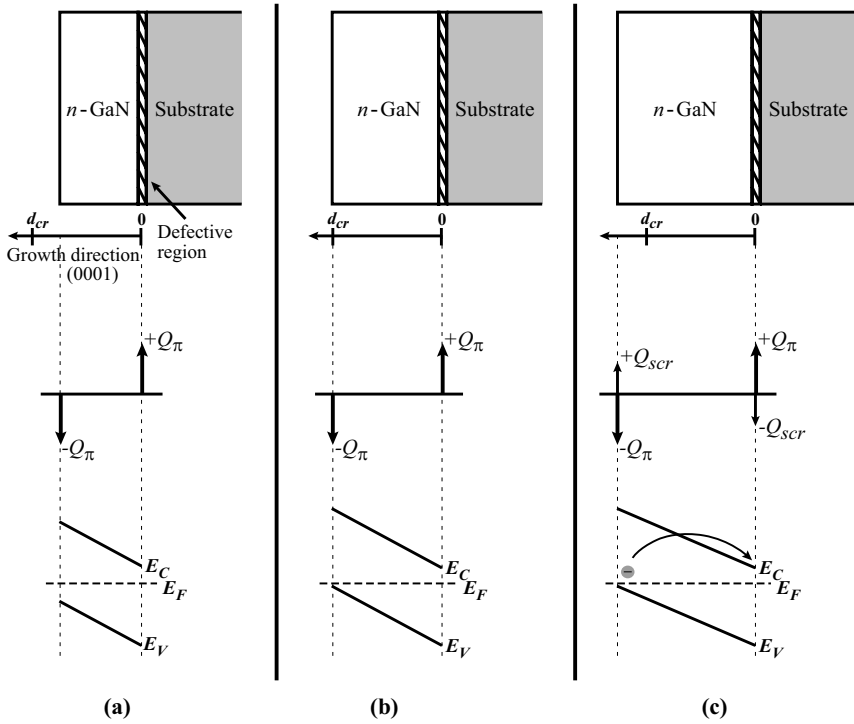 n-GaN
Substrate
d_cr
0
Defective
region
Growth direction
(0001)
+Q_π
-Q_π
E_C
E_F
E_V
(a)
n-GaN
Substrate
d_cr
0
+Q_π
-Q_π
E_C
E_F
E_V
(b)
n-GaN
Substrate
d_cr
0
+Q_scr
+Q_π
-Q_π
-Q_scr
E_C
−
E_F
E_V
(c)